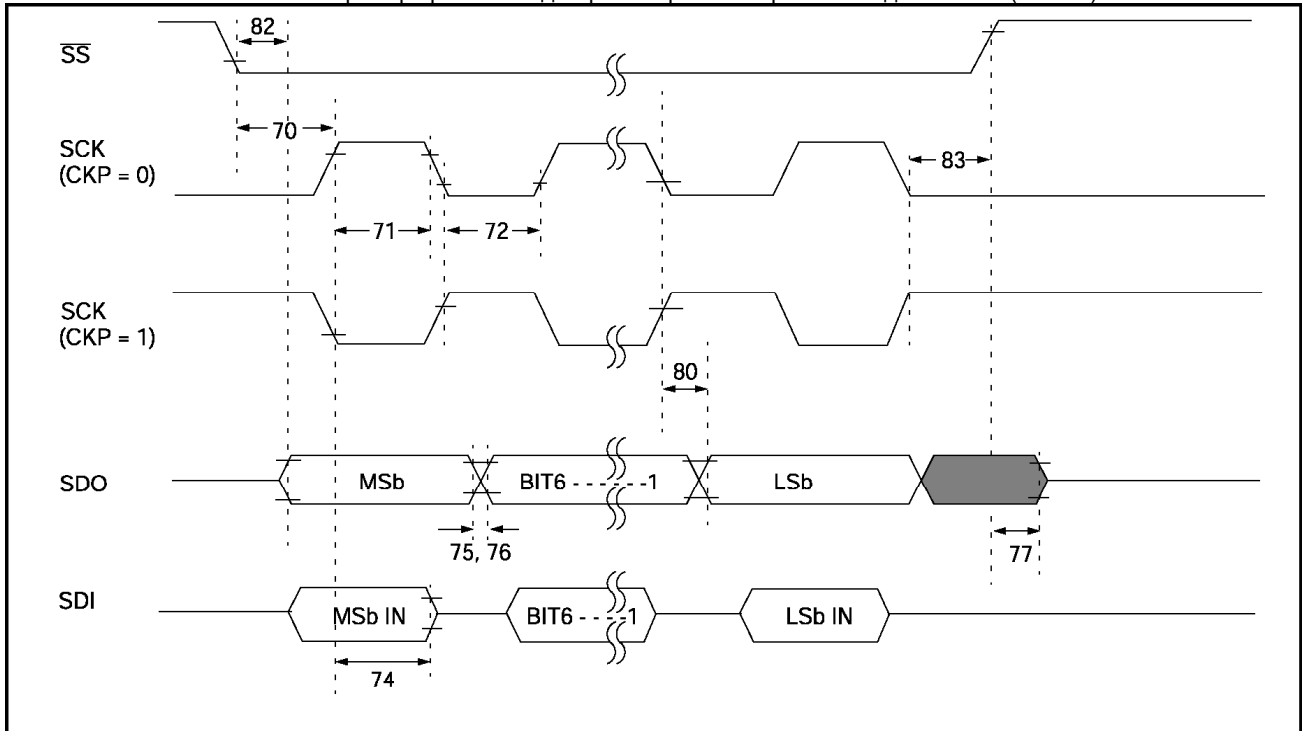 82
SS
70
SCK
(CKP = 0)
83
71
72
SCK
(CKP = 1)
80
SDO
MSb
BIT6 - - - - - -1
LSb
75, 76
77
SDI
MSb IN
BIT6 - - - -1
LSb IN
74